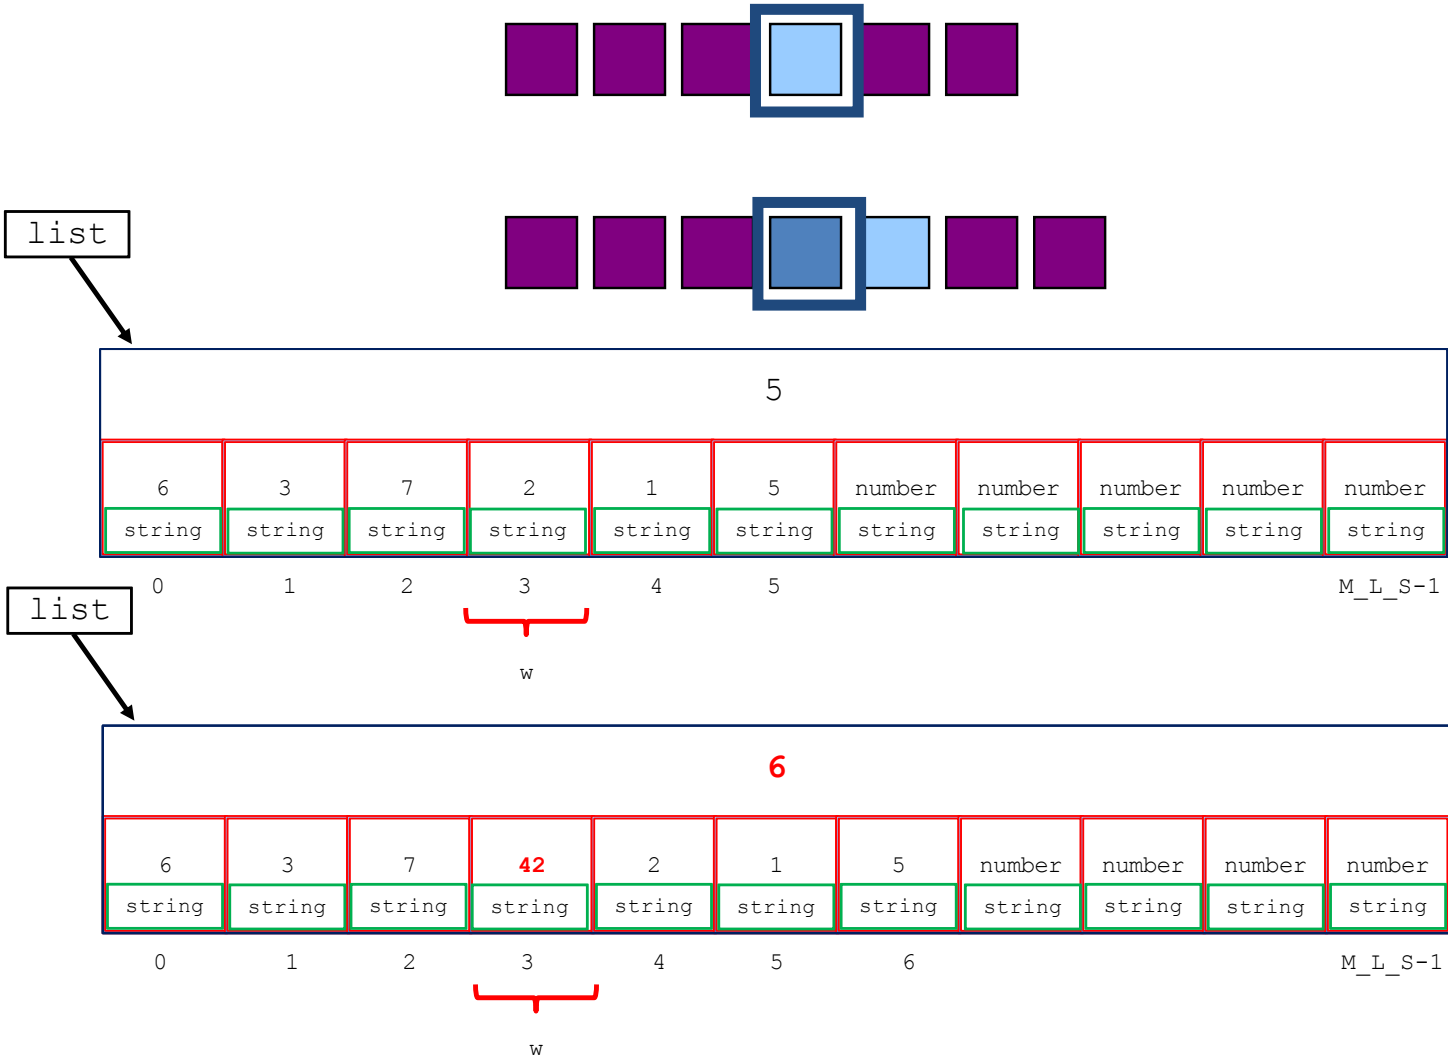 list
5
6 3 7 2 1 5 number number number number number
string string string string string string string string string string string
0 1 2 3 4 5 M_L_S-1
list
w
6
6 3 7 42 2 1 5 number number number number
string string string string string string string string string string string
0 1 2 3 4 5 6 M_L_S-1
w